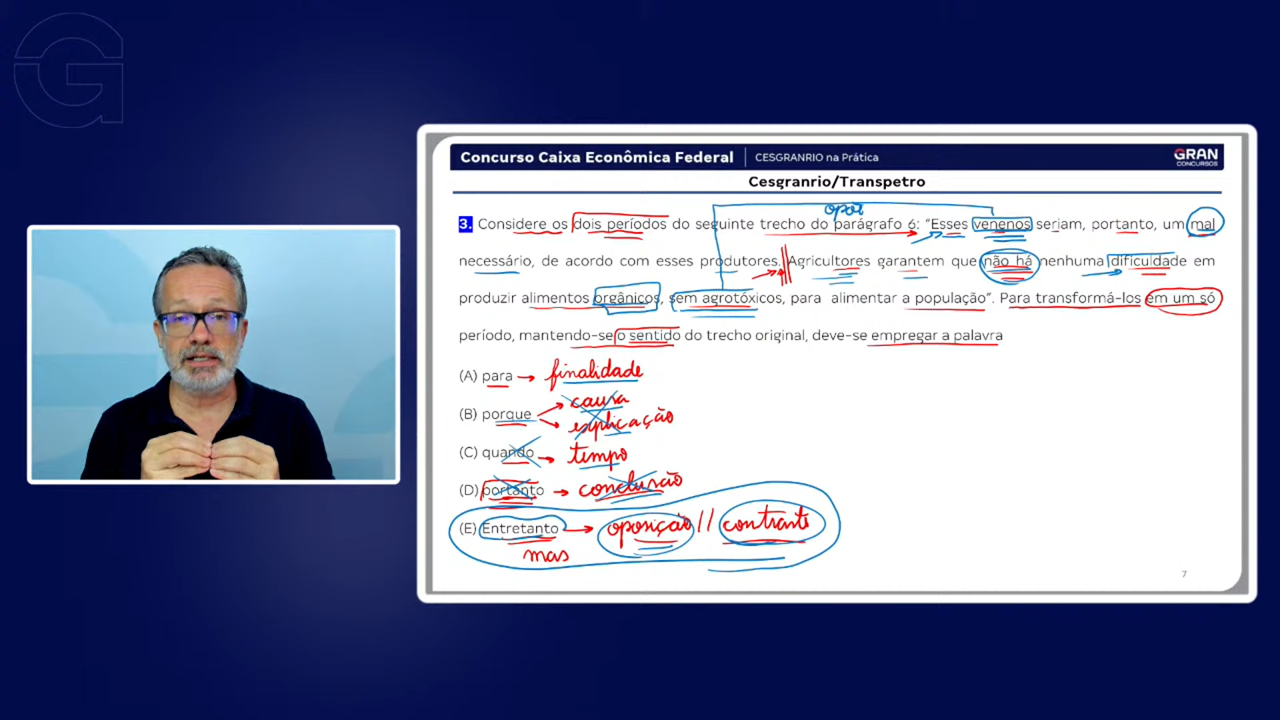 Concurso Caixa Econômica Federal | CESGRANRIO na Prática
GRAN
CONCURSOS
Cesgranrio/Transpetro
opor
3. Considere os dois períodos do seguinte trecho do parágrafo 6: “Esses venenos seriam, portanto, um mal
necessário, de acordo com esses produtores. Agricultores garantem que não há nenhuma dificuldade em
produzir alimentos orgânicos, sem agrotóxicos, para alimentar a população”. Para transformá-los em um só
período, mantendo-se o sentido do trecho original, deve-se empregar a palavra
(A) para → finalidade
(B) porque → causa
→ explicação
(C) quando → tempo
(D) portanto → conclusão
(E) Entretanto → oposição // contraste
mas
7